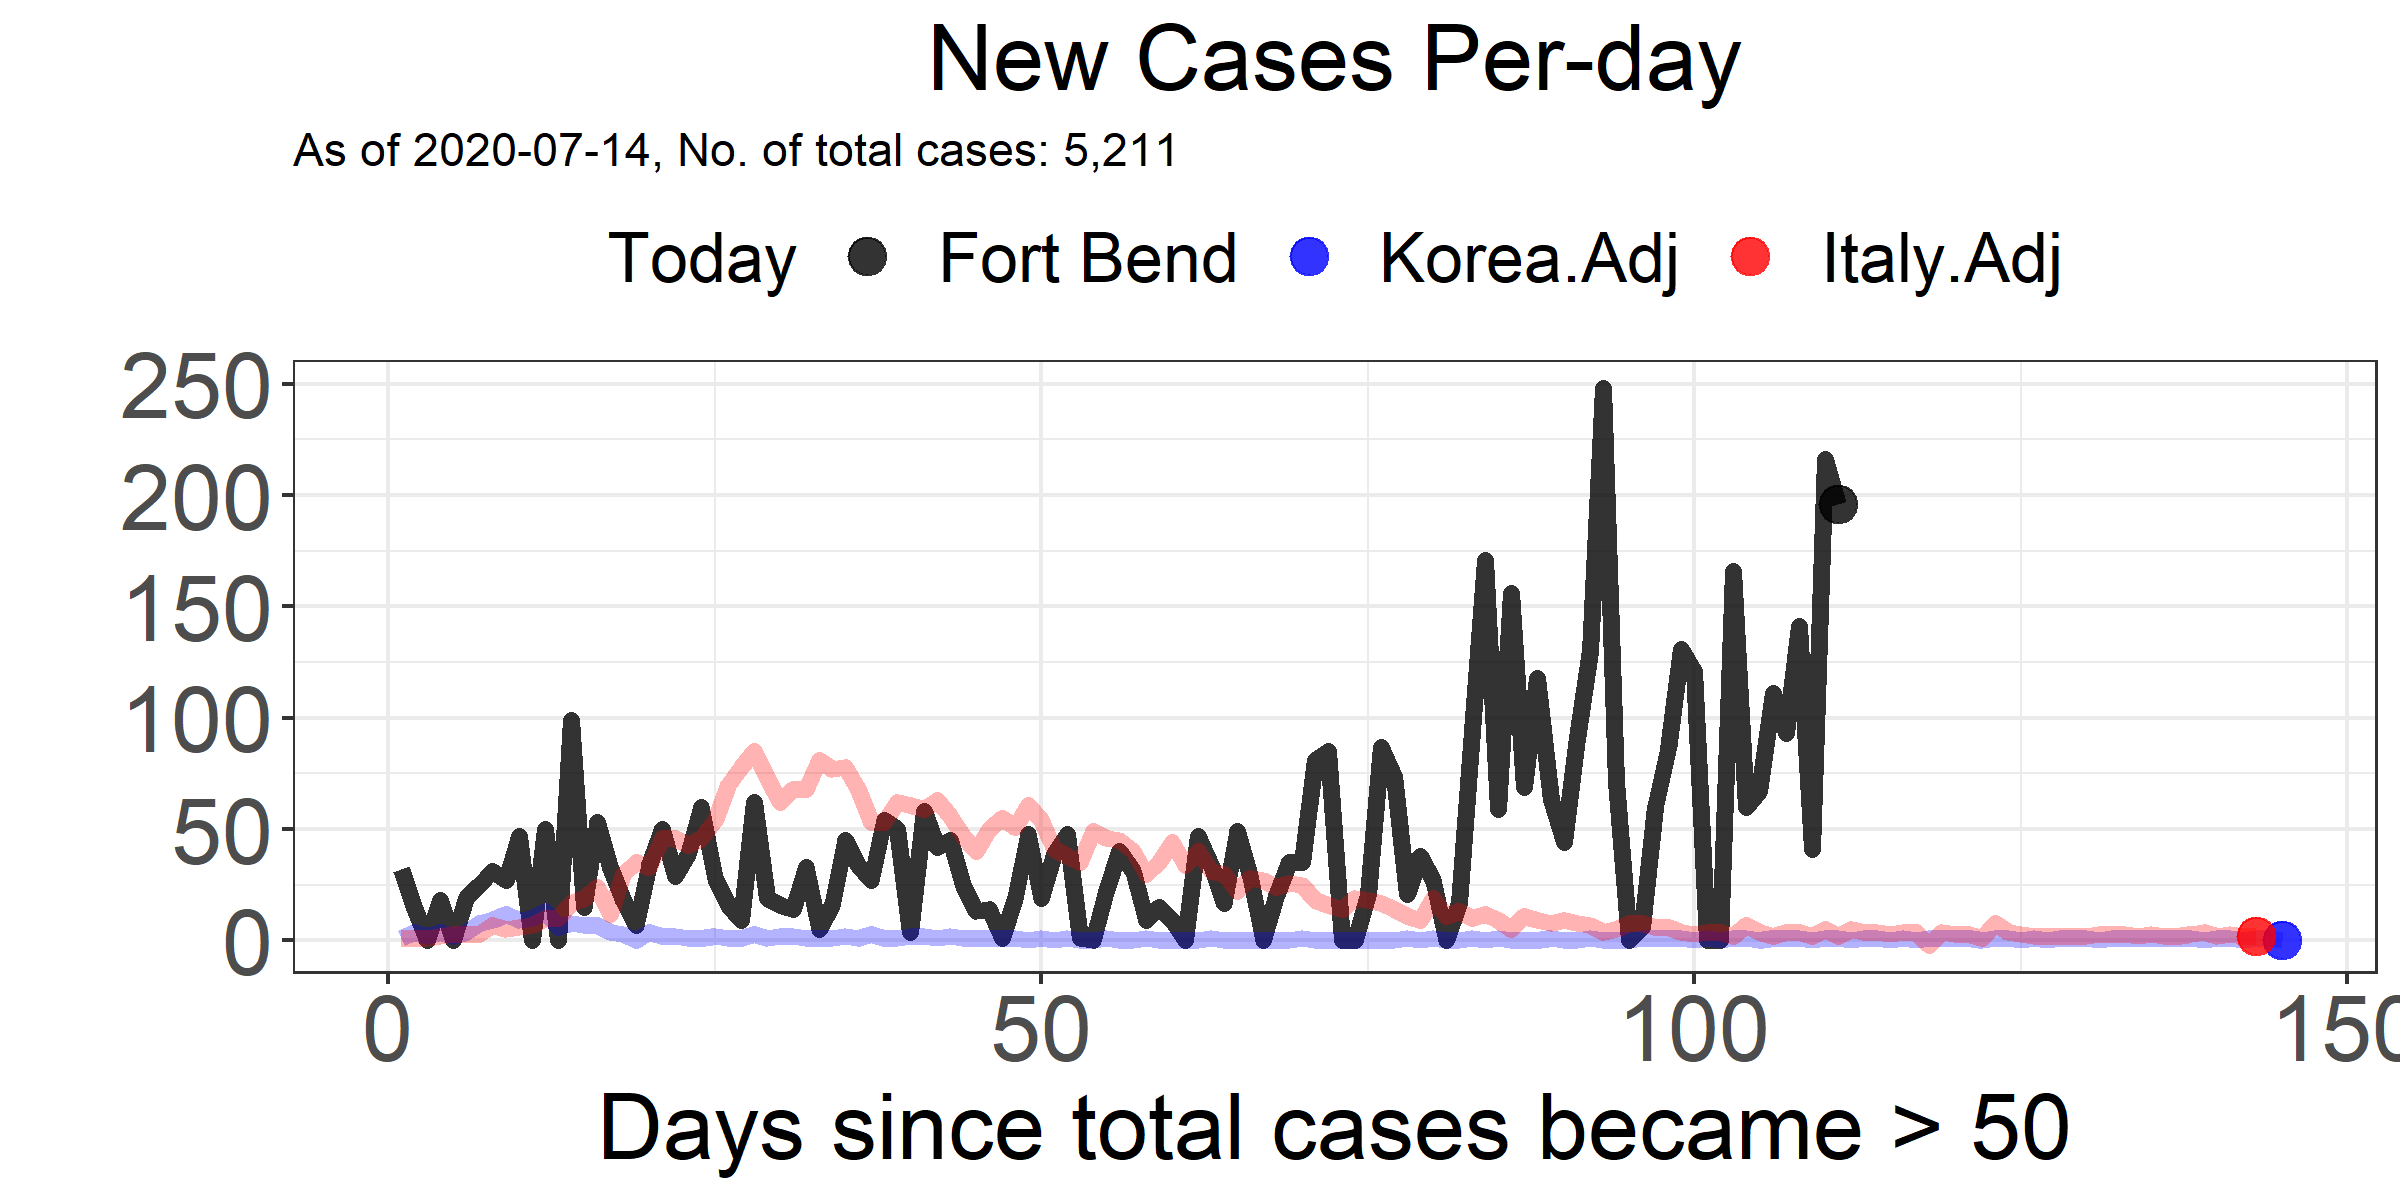 New Cases Per-day
As of 2020-07-14, No. of total cases: 5,211
Today Fort Bend Korea.Adj Italy.Adj
250
200
150
100
50
0
0 50 100 150
Days since total cases became > 50